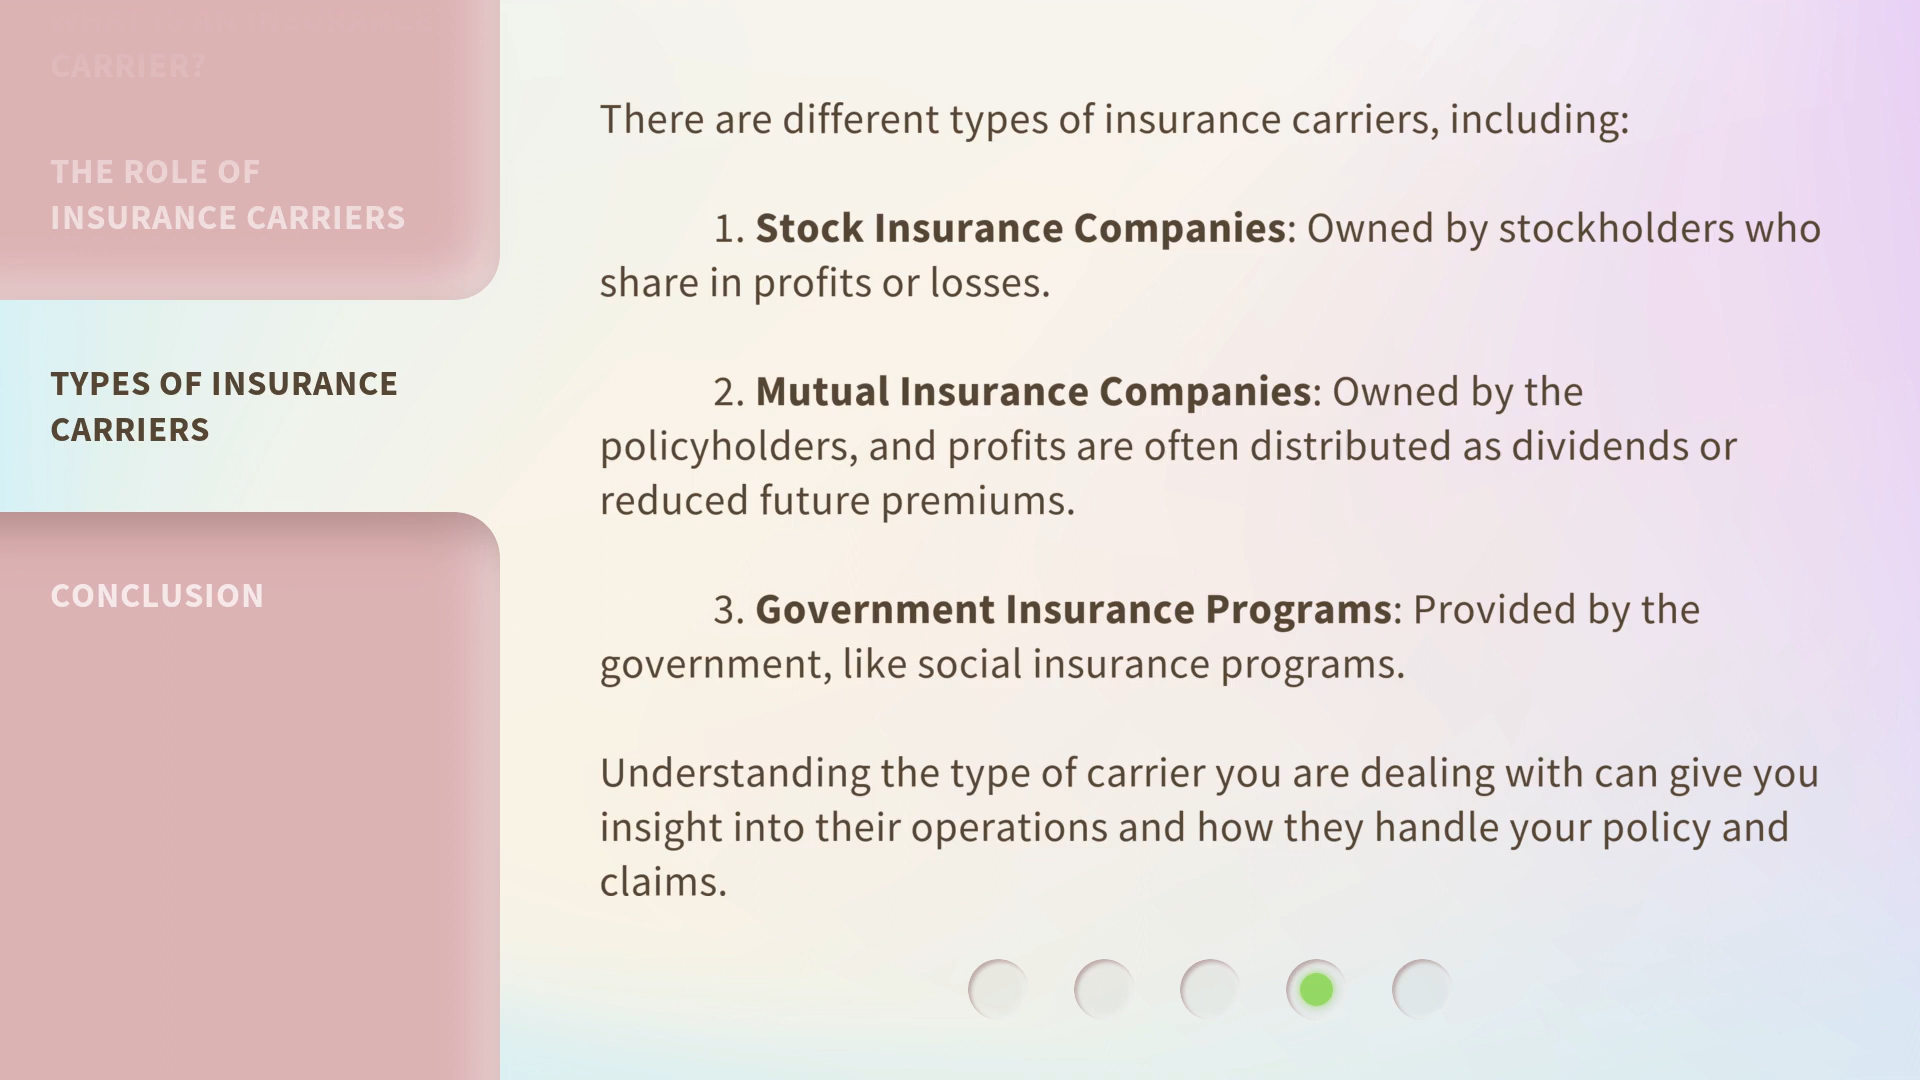 CARRIER?
THE ROLE OF
INSURANCE CARRIERS
TYPES OF INSURANCE
CARRIERS
CONCLUSION
There are different types of insurance carriers, including:
1. Stock Insurance Companies: Owned by stockholders who
share in profits or losses.
2. Mutual Insurance Companies: Owned by the
policyholders, and profits are often distributed as dividends or
reduced future premiums.
3. Government Insurance Programs: Provided by the
government, like social insurance programs.
Understanding the type of carrier you are dealing with can give you
insight into their operations and how they handle your policy and
claims.